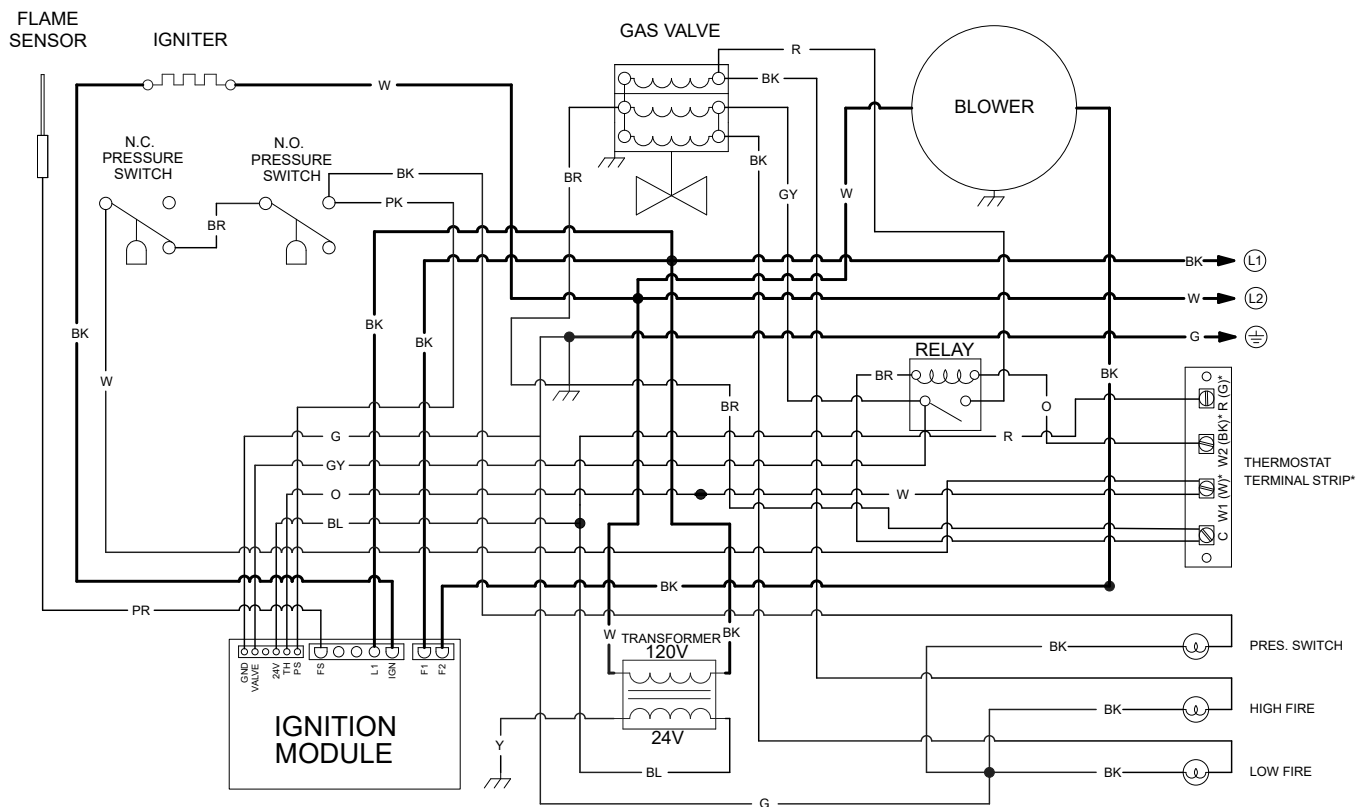 FLAME
SENSOR
IGNITER
GAS VALVE
R
BK
W
BLOWER
N.C.
PRESSURE
SWITCH
N.O.
PRESSURE
SWITCH
BK
PK
BR
BR
BK
GY
W
BK
L1
W
L2
G
BK
W
BK
BK
RELAY
BR
BR
O
BK
R (G)*
W2 (BK)*
W1 (W)*
C
THERMOSTAT
TERMINAL STRIP*
G
R
GY
O
W
BL
BK
PR
W
TRANSFORMER
BK
120V
24V
Y
BL
GND
VALVE
24V
TH
PS
FS
L1
IGN
F1
F2
IGNITION
MODULE
BK
PRES. SWITCH
BK
HIGH FIRE
BK
LOW FIRE
G